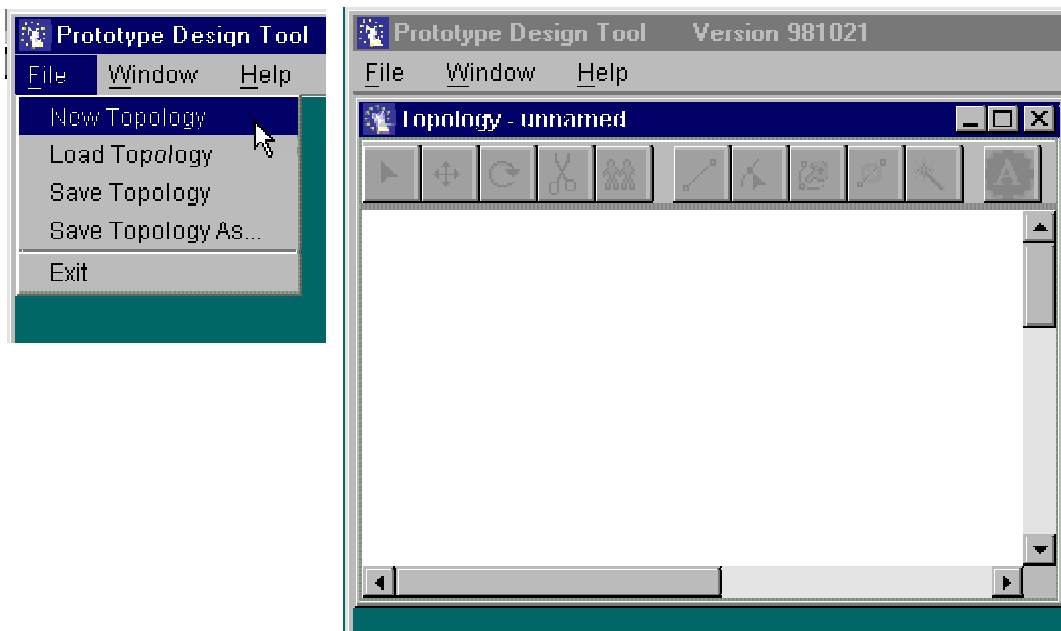 Prototype Design Tool
File Window Help
New Topology
Load Topology
Save Topology
Save Topology As...
Exit
Prototype Design Tool Version 981021
File Window Help
Topology - unnamed
A